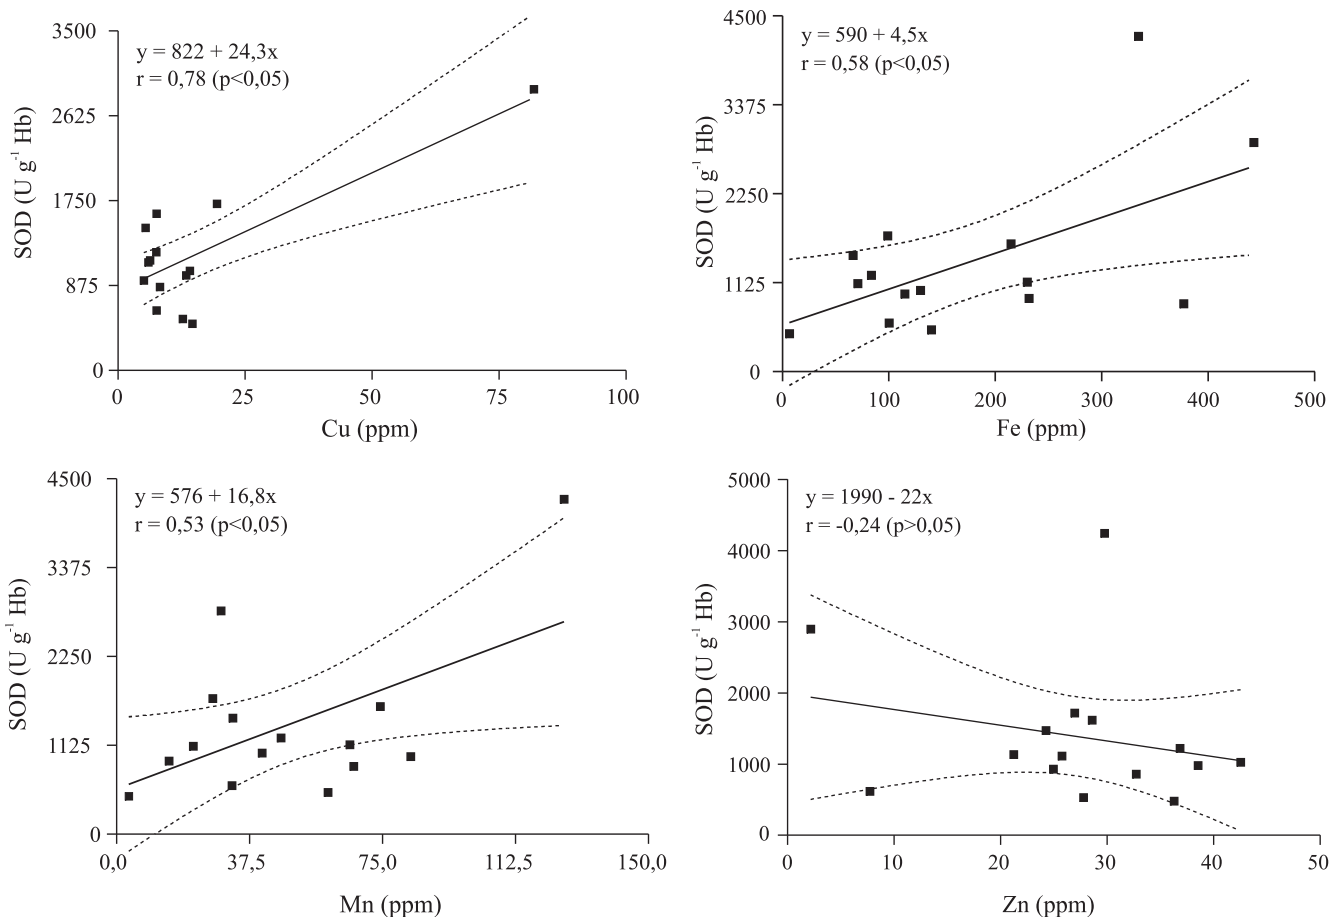 y = 822 + 24,3x
r = 0,78 (p<0,05)
3500
2625
1750
875
0
SOD (U g⁻¹ Hb)
0 25 50 75 100
Cu (ppm)
y = 590 + 4,5x
r = 0,58 (p<0,05)
4500
3375
2250
1125
0
SOD (U g⁻¹ Hb)
0 100 200 300 400 500
Fe (ppm)
y = 576 + 16,8x
r = 0,53 (p<0,05)
4500
3375
2250
1125
0
SOD (U g⁻¹ Hb)
0,0 37,5 75,0 112,5 150,0
Mn (ppm)
y = 1990 - 22x
r = -0,24 (p>0,05)
5000
4000
3000
2000
1000
0
SOD (U g⁻¹ Hb)
0 10 20 30 40 50
Zn (ppm)